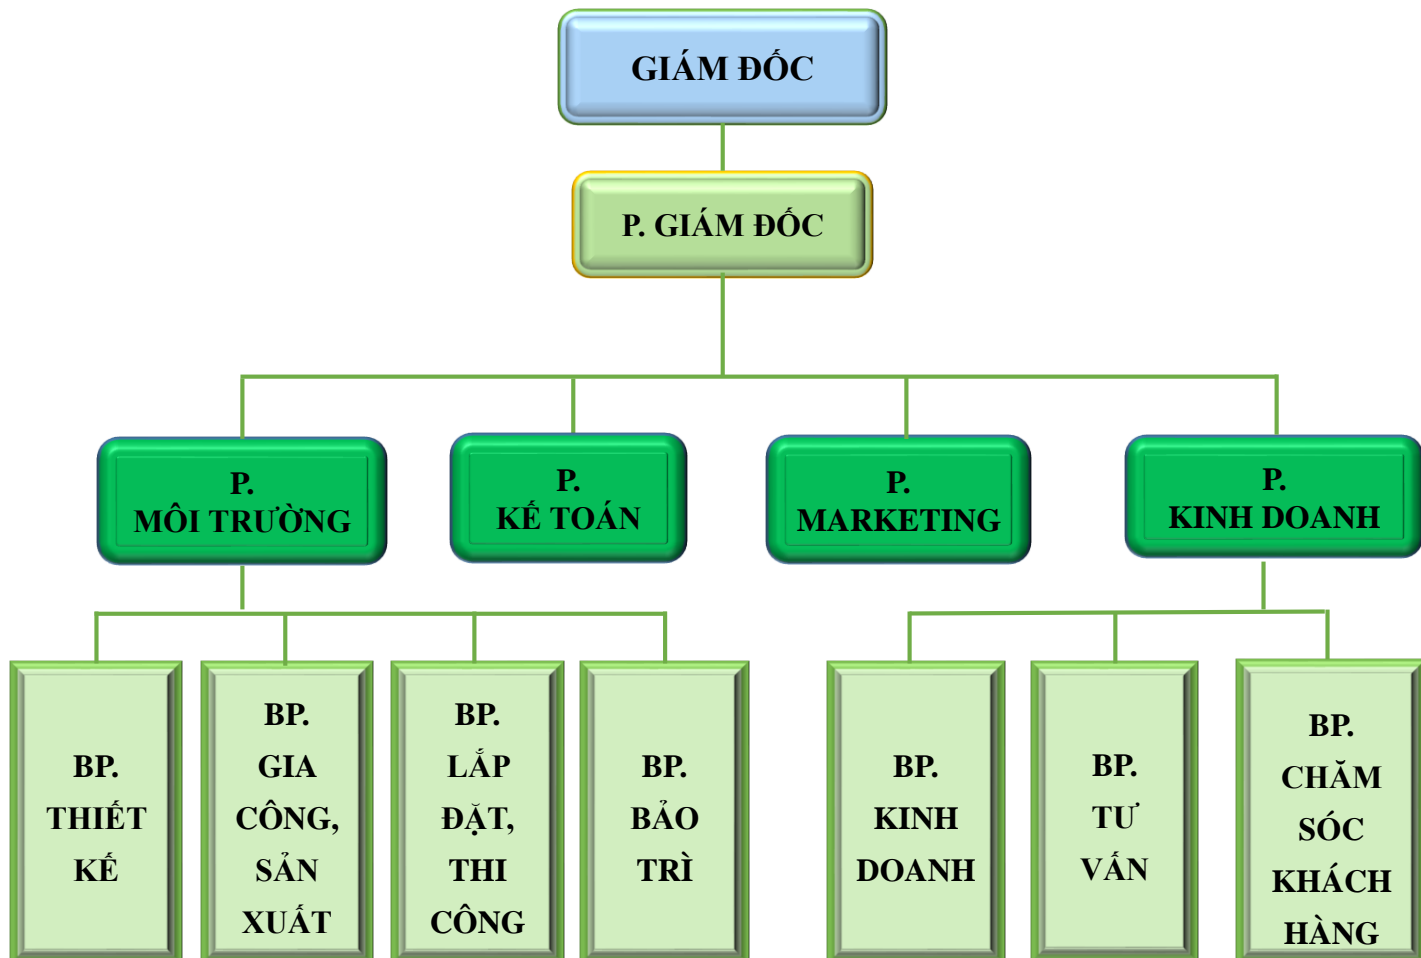 GIÁM ĐỐC
P. GIÁM ĐỐC
P.
MÔI TRƯỜNG
P.
KẾ TOÁN
P.
MARKETING
P.
KINH DOANH
BP.
THIẾT
KẾ
BP.
GIA
CÔNG,
SẢN
XUẤT
BP.
LẮP
ĐẶT,
THI
CÔNG
BP.
BẢO
TRÌ
BP.
KINH
DOANH
BP.
TƯ
VẤN
BP.
CHĂM
SÓC
KHÁCH
HÀNG